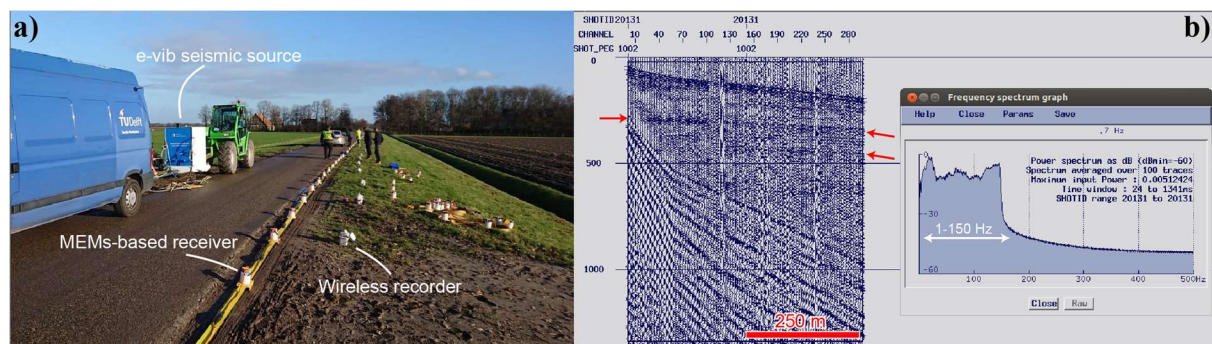 a)
e-vib seismic source
TUDelft
MEMs-based receiver
Wireless recorder
b)
SHOTID20131 20131
CHANNEL 10 40 70 100 130 160 190 220 250 280
SHOT_PEG 1002 1002
0
500
1000
250 m
Frequency spectrum graph
Help Close Params Save
.7 Hz
0
-30
-60
Power spectrum as dB (dBmin=-60)
Spectrum averaged over 100 traces
Maximum input Power : 0.00512424
Time window : 24 to 1341ms
SHOTID range 20131 to 20131
1-150 Hz
0 100 200 300 400 500Hz
Close Raw